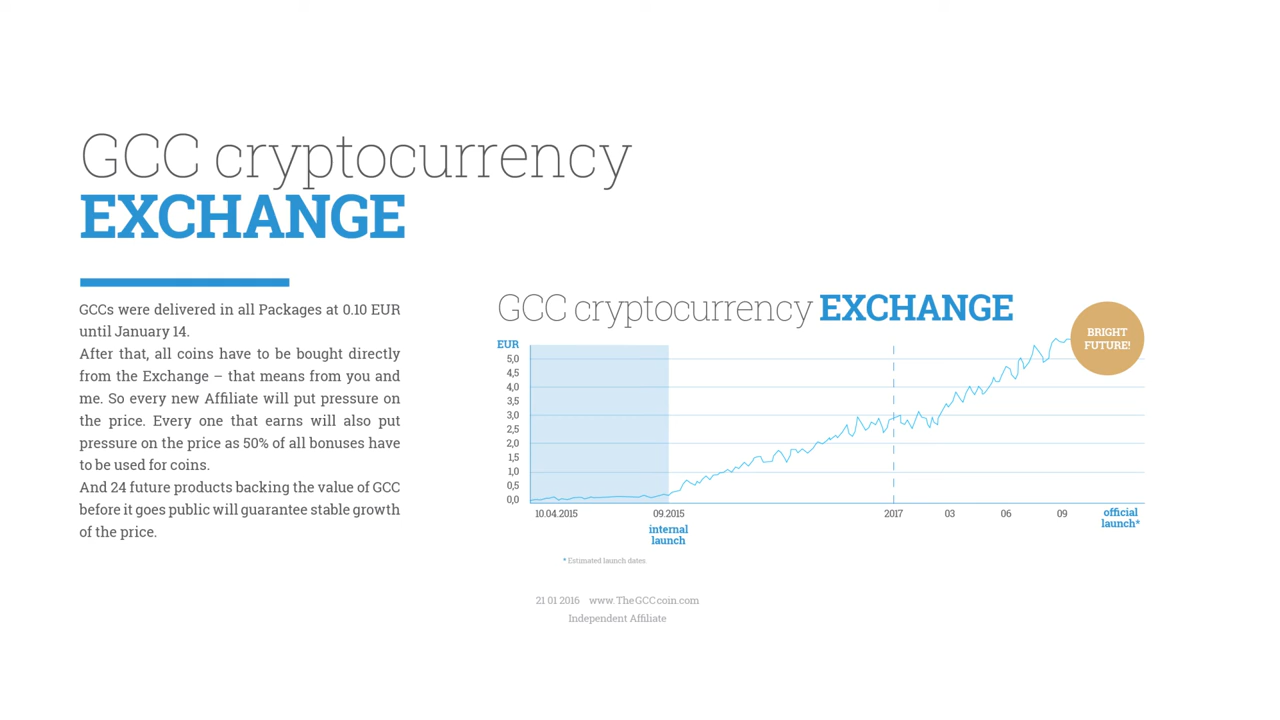 GCC cryptocurrency
EXCHANGE
GCCs were delivered in all Packages at 0.10 EUR
until January 14.
After that, all coins have to be bought directly
from the Exchange – that means from you and
me. So every new Affiliate will put pressure on
the price. Every one that earns will also put
pressure on the price as 50% of all bonuses have
to be used for coins.
And 24 future products backing the value of GCC
before it goes public will guarantee stable growth
of the price.
GCC cryptocurrency EXCHANGE
BRIGHT
FUTURE!
EUR
5,0
4,5
4,0
3,5
3,0
2,5
2,0
1,5
1,0
0,5
0,0
10.04.2015
09.2015
2017
03
06
09
internal
launch
official
launch*
* Estimated launch dates.
21 01 2016 www.TheGCCcoin.com
Independent Affiliate